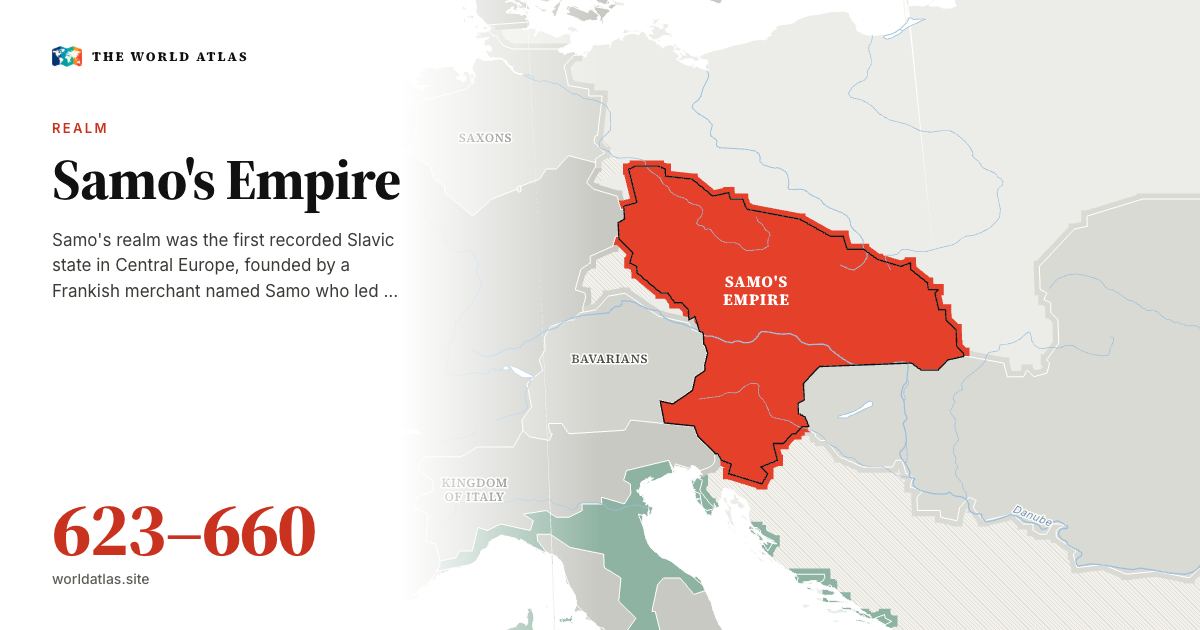 THE WORLD ATLAS
REALM
Samo's Empire
Samo's realm was the first recorded Slavic
state in Central Europe, founded by a
Frankish merchant named Samo who led ...
623–660
worldatlas.site
SAXONS
SAMO'S
EMPIRE
BAVARIANS
KINGDOM
OF ITALY
Danube